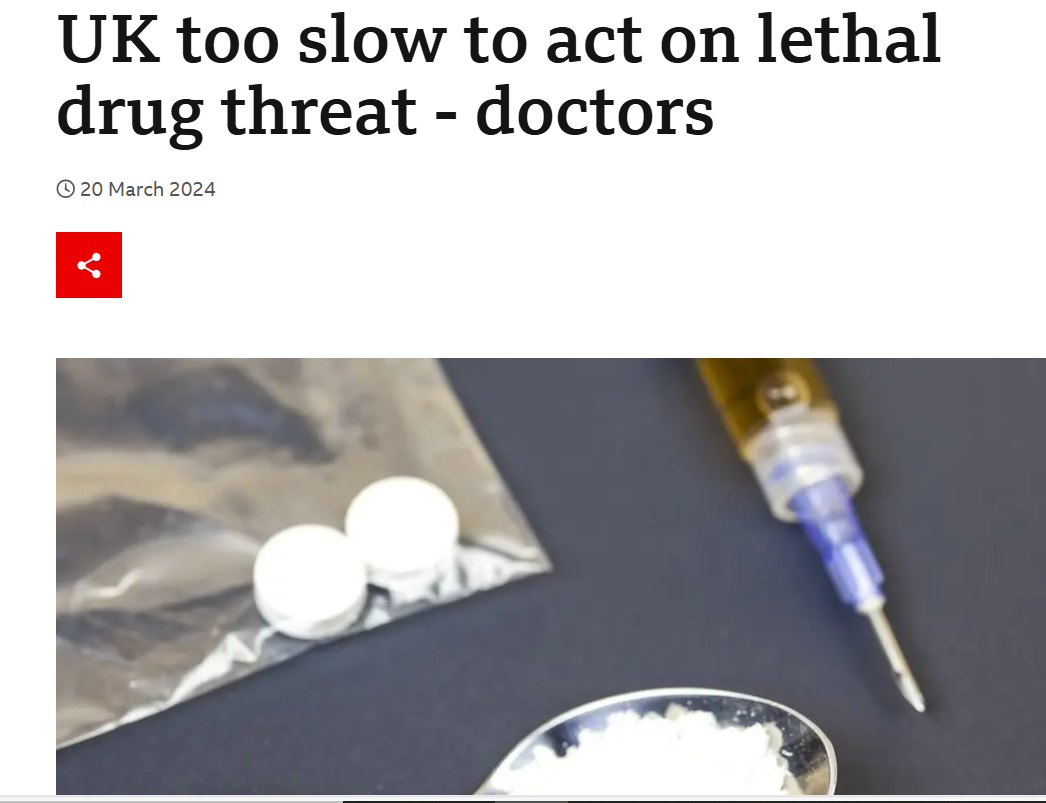 UK too slow to act on lethal
drug threat - doctors
20 March 2024